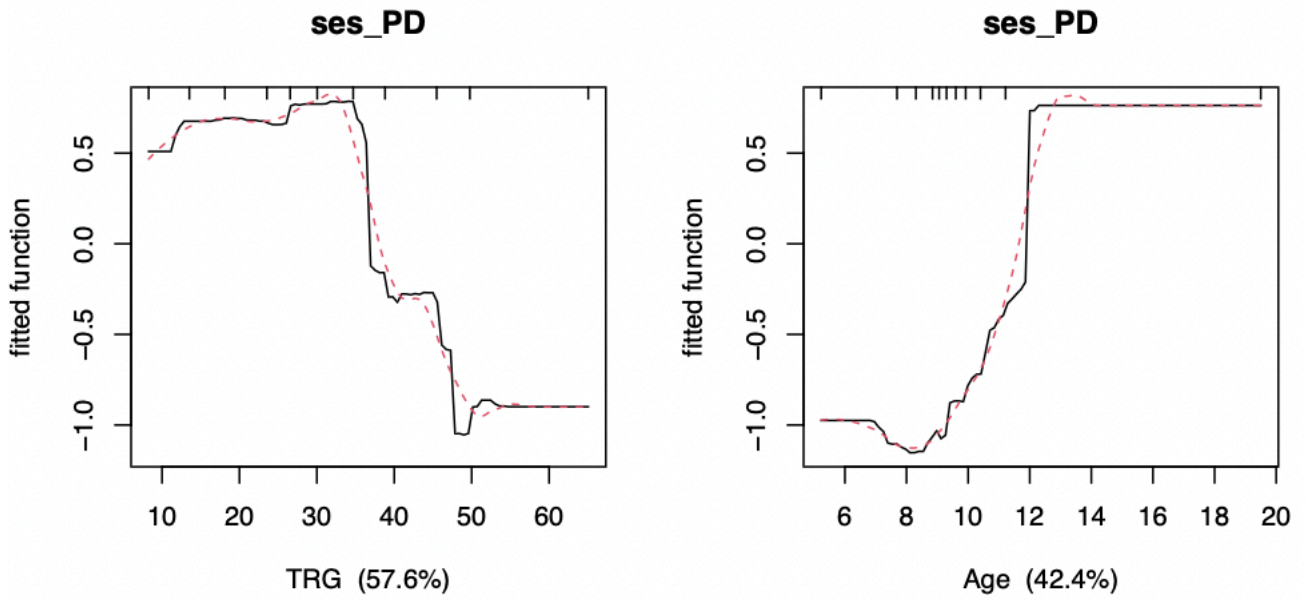 ses_PD
fitted function
0.5
0.0
−0.5
−1.0
10 20 30 40 50 60
TRG (57.6%)
ses_PD
fitted function
0.5
0.0
−0.5
−1.0
6 8 10 12 14 16 18 20
Age (42.4%)